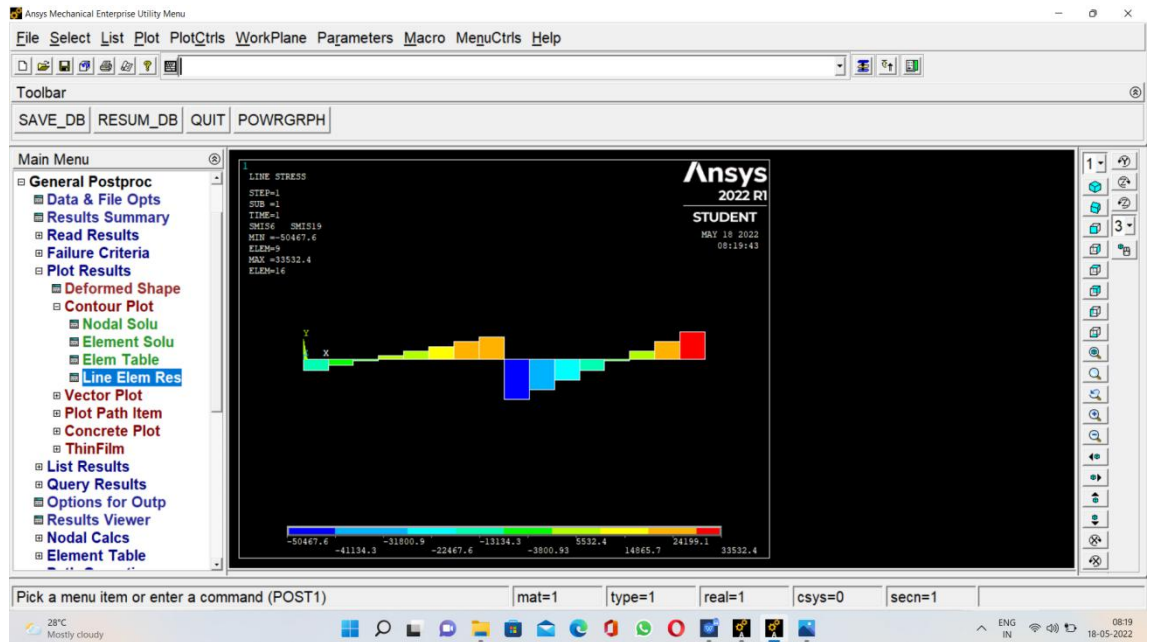 Ansys Mechanical Enterprise Utility Menu
File Select List Plot PlotCtrls WorkPlane Parameters Macro MenuCtrls Help
Toolbar
SAVE_DB RESUM_DB QUIT POWRGRPH
Main Menu
General Postproc
Data & File Opts
Results Summary
Read Results
Failure Criteria
Plot Results
Deformed Shape
Contour Plot
Nodal Solu
Element Solu
Elem Table
Line Elem Res
Vector Plot
Plot Path Item
Concrete Plot
ThinFilm
List Results
Query Results
Options for Outp
Results Viewer
Nodal Calcs
Element Table
1
LINE STRESS
STEP=1
SUB =1
TIME=1
SMIS6 SMIS19
MIN =-50467.6
ELEM=9
MAX =33532.4
ELEM=16
Ansys
2022 R1
STUDENT
MAY 18 2022
08:19:43
Y
X
-50467.6 -31800.9 -13134.3 5532.4 24199.1
-41134.3 -22467.6 -3800.93 14865.7 33532.4
1
3
Pick a menu item or enter a command (POST1) mat=1 type=1 real=1 csys=0 secn=1
28°C
Mostly cloudy
ENG
IN
08:19
18-05-2022